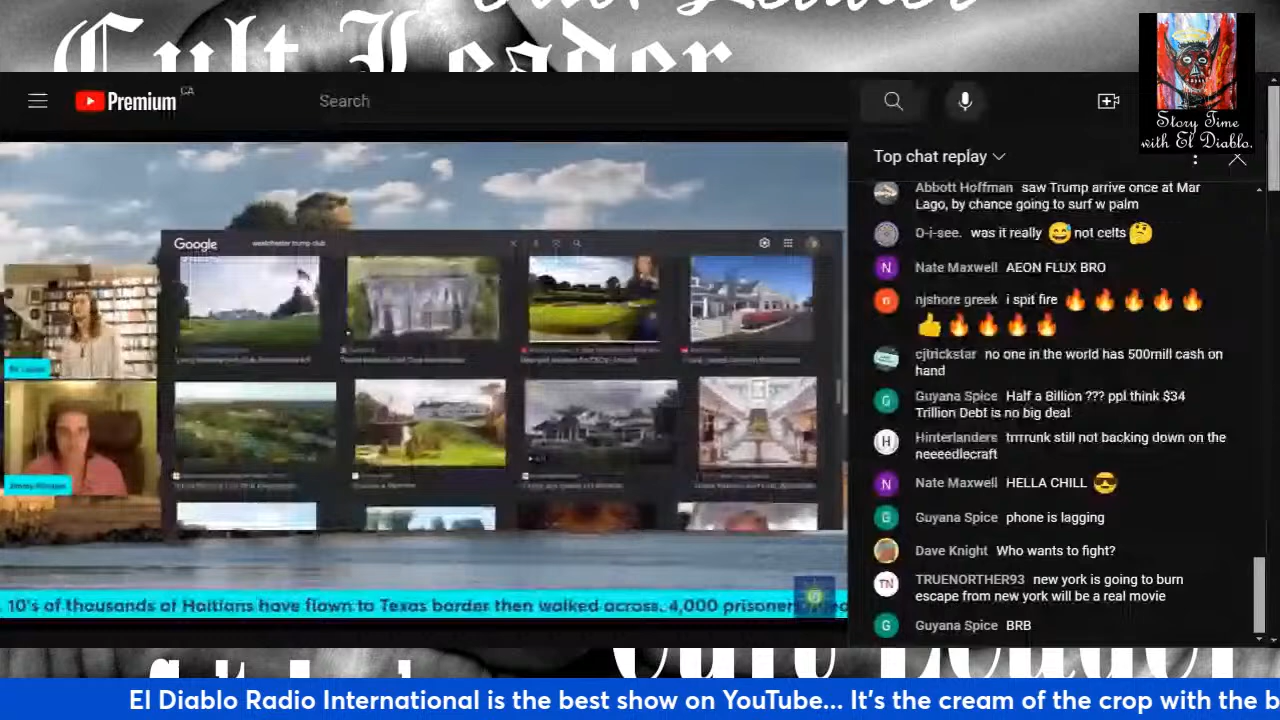 Cult Leader
Premium
CA
Search
Story Time
with El Diablo.
Top chat replay
Abbott Hoffman saw Trump arrive once at Mar
Lago, by chance going to surf w palm
O-i-see. was it really 😅 not celts 🤔
Nate Maxwell AEON FLUX BRO
njshore greek i spit fire 🔥🔥🔥🔥🔥
👍🔥🔥🔥🔥
cjtrickstar no one in the world has 500mill cash on
hand
Guyana Spice Half a Billion ??? ppl think $34
Trillion Debt is no big deal
Hinterlanders trrrrunk still not backing down on the
neeeedlecraft
Nate Maxwell HELLA CHILL 😎
Guyana Spice phone is lagging
Dave Knight Who wants to fight?
TRUENORTHER93 new york is going to burn
escape from new york will be a real movie
Guyana Spice BRB
Google
westchester trump club
10's of thousands of Haitians have flown to Texas border then walked across. 4,000
El Diablo Radio International is the best show on YouTube... It's the cream of the crop with the b